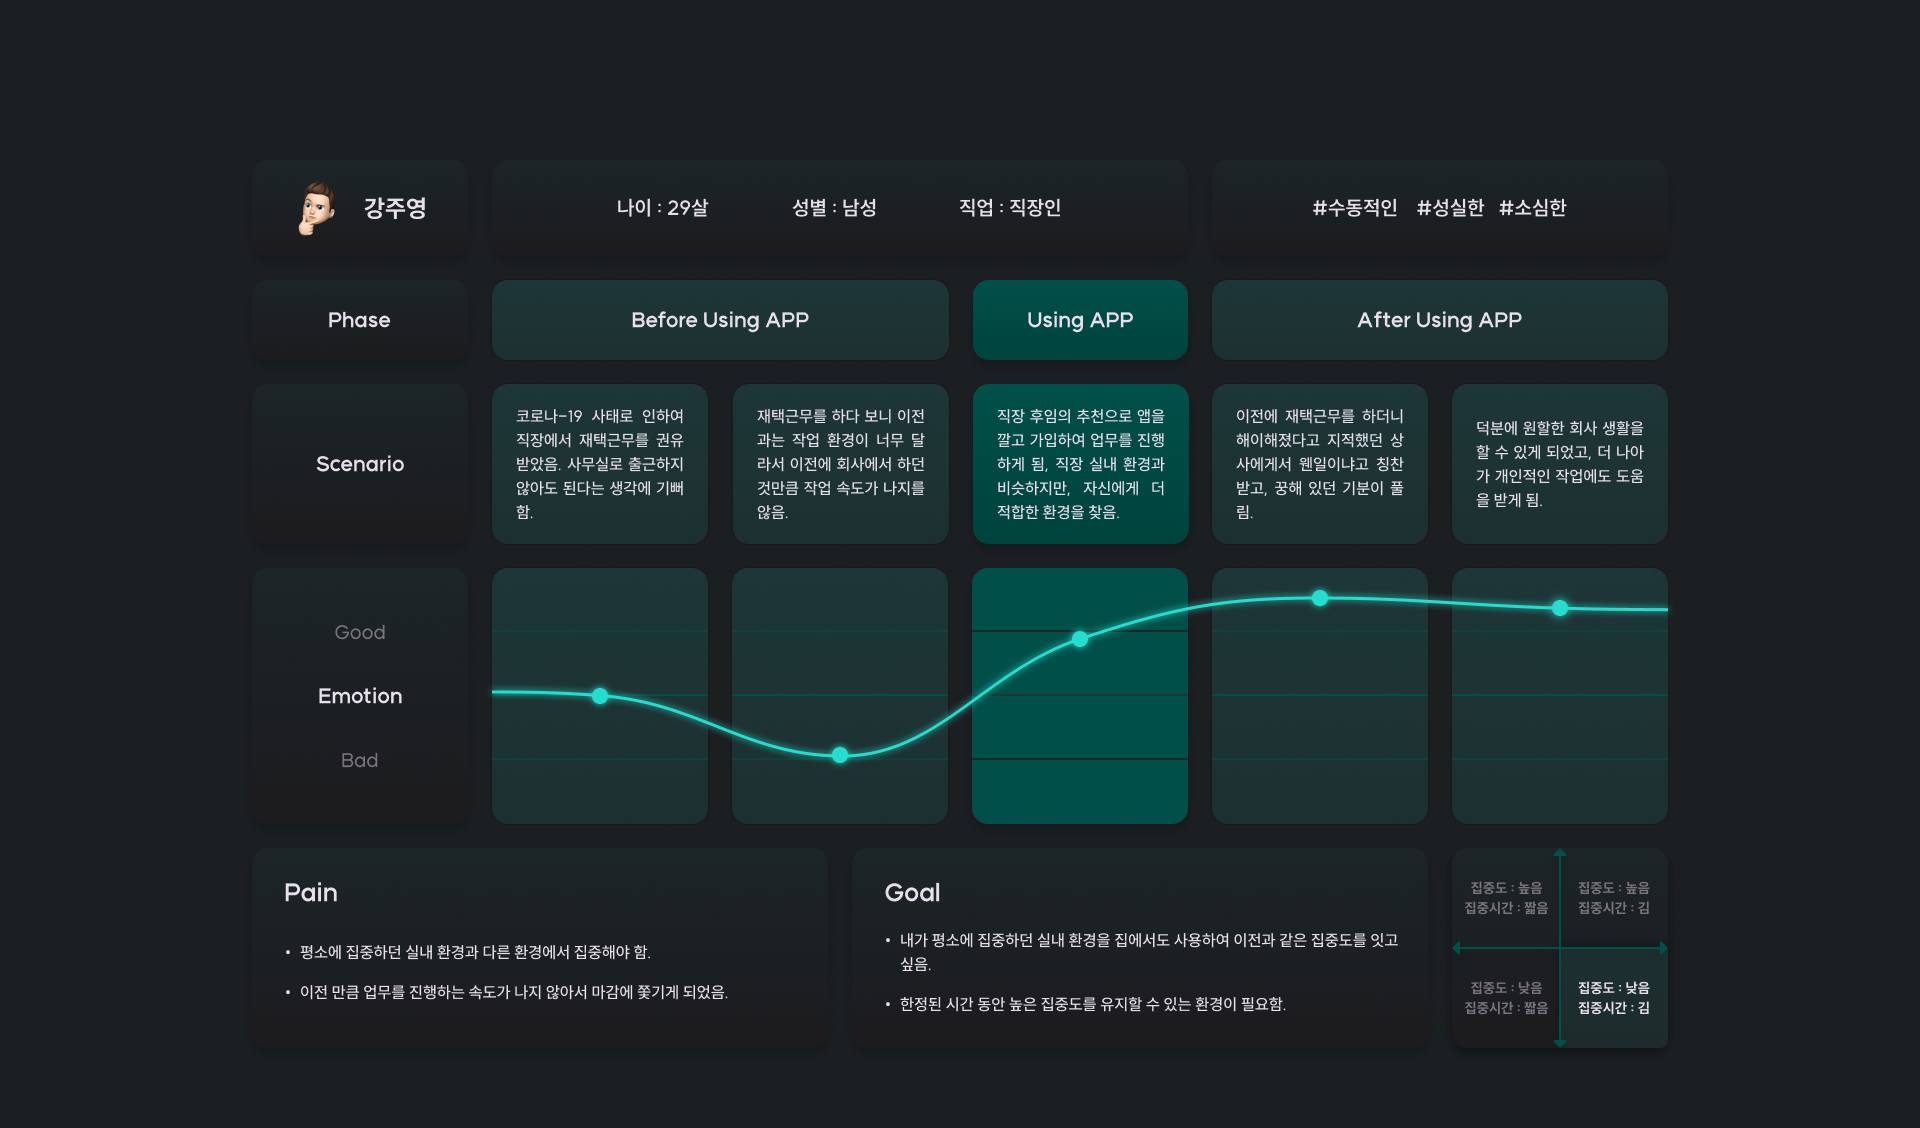 강주영
나이 : 29살
성별 : 남성
직업 : 직장인
#수동적인 #성실한 #소심한
Phase
Before Using APP
Using APP
After Using APP
Scenario
코로나-19 사태로 인하여
직장에서 재택근무를 권유
받았음. 사무실로 출근하지
않아도 된다는 생각에 기뻐
함.
재택근무를 하다 보니 이전
과는 작업 환경이 너무 달
라서 이전에 회사에서 하던
것만큼 작업 속도가 나지를
않음.
직장 후임의 추천으로 앱을
깔고 가입하여 업무를 진행
하게 됨, 직장 실내 환경과
비슷하지만, 자신에게 더
적합한 환경을 찾음.
이전에 재택근무를 하더니
해이해졌다고 지적했던 상
사에게서 웬일이냐고 칭찬
받고, 꿍해 있던 기분이 풀
림.
덕분에 원할한 회사 생활을
할 수 있게 되었고, 더 나아
가 개인적인 작업에도 도움
을 받게 됨.
Good
Emotion
Bad
Pain
• 평소에 집중하던 실내 환경과 다른 환경에서 집중해야 함.
• 이전 만큼 업무를 진행하는 속도가 나지 않아서 마감에 쫓기게 되었음.
Goal
• 내가 평소에 집중하던 실내 환경을 집에서도 사용하여 이전과 같은 집중도를 잇고
싶음.
• 한정된 시간 동안 높은 집중도를 유지할 수 있는 환경이 필요함.
집중도 : 높음
집중시간 : 짧음
집중도 : 높음
집중시간 : 김
집중도 : 낮음
집중시간 : 짧음
집중도 : 낮음
집중시간 : 김